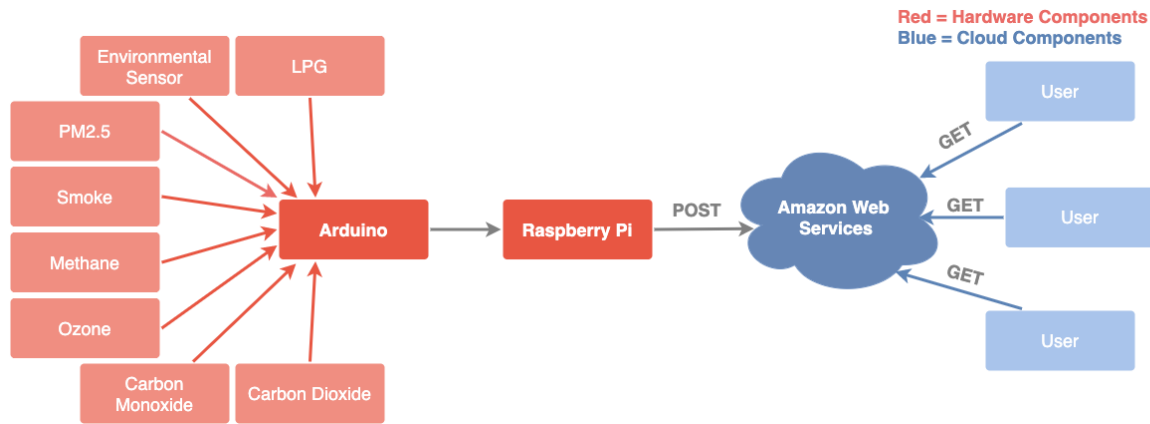 Red = Hardware Components
Blue = Cloud Components
Environmental
Sensor
LPG
PM2.5
Smoke
Methane
Ozone
Carbon
Monoxide
Carbon Dioxide
Arduino
Raspberry Pi
POST
Amazon Web
Services
GET
User
GET
User
GET
User